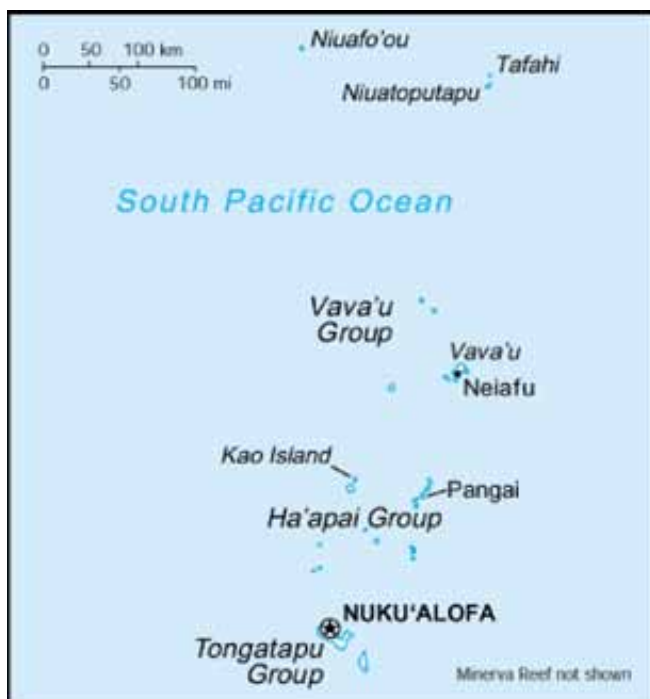 0 50 100 km
0 50 100 mi
Niuafo'ou
Tafahi
Niuatoputapu
South Pacific Ocean
Vava'u
Group
Vava'u
Neiafu
Kao Island
Pangai
Ha'apai Group
NUKU'ALOFA
Tongatapu
Group
Minerva Reef not shown